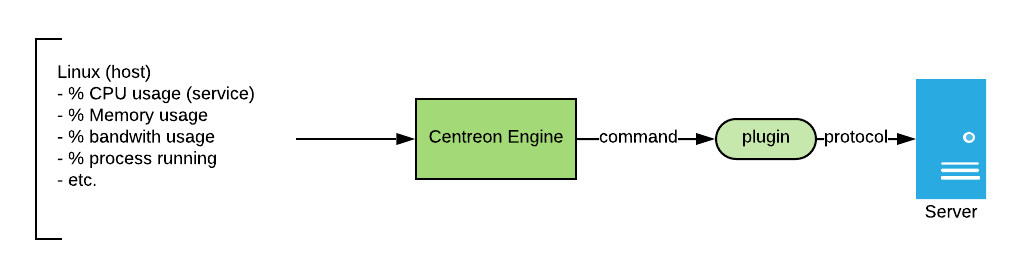 Linux (host)
- % CPU usage (service)
- % Memory usage
- % bandwith usage
- % process running
- etc.
Centreon Engine
command
plugin
protocol
Server